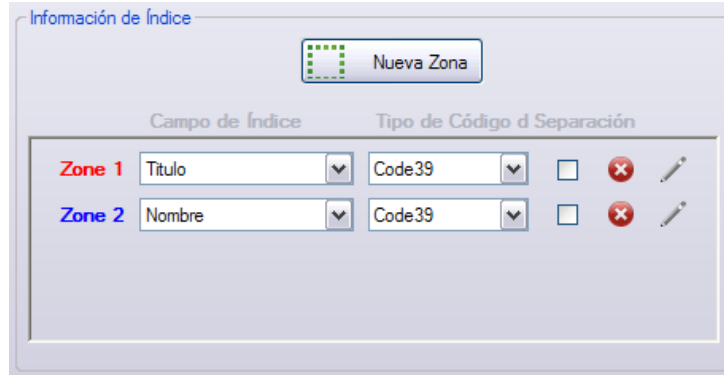 Información de Índice
Nueva Zona
Campo de Índice Tipo de Código d Separación
Zone 1 Titulo Code39
Zone 2 Nombre Code39